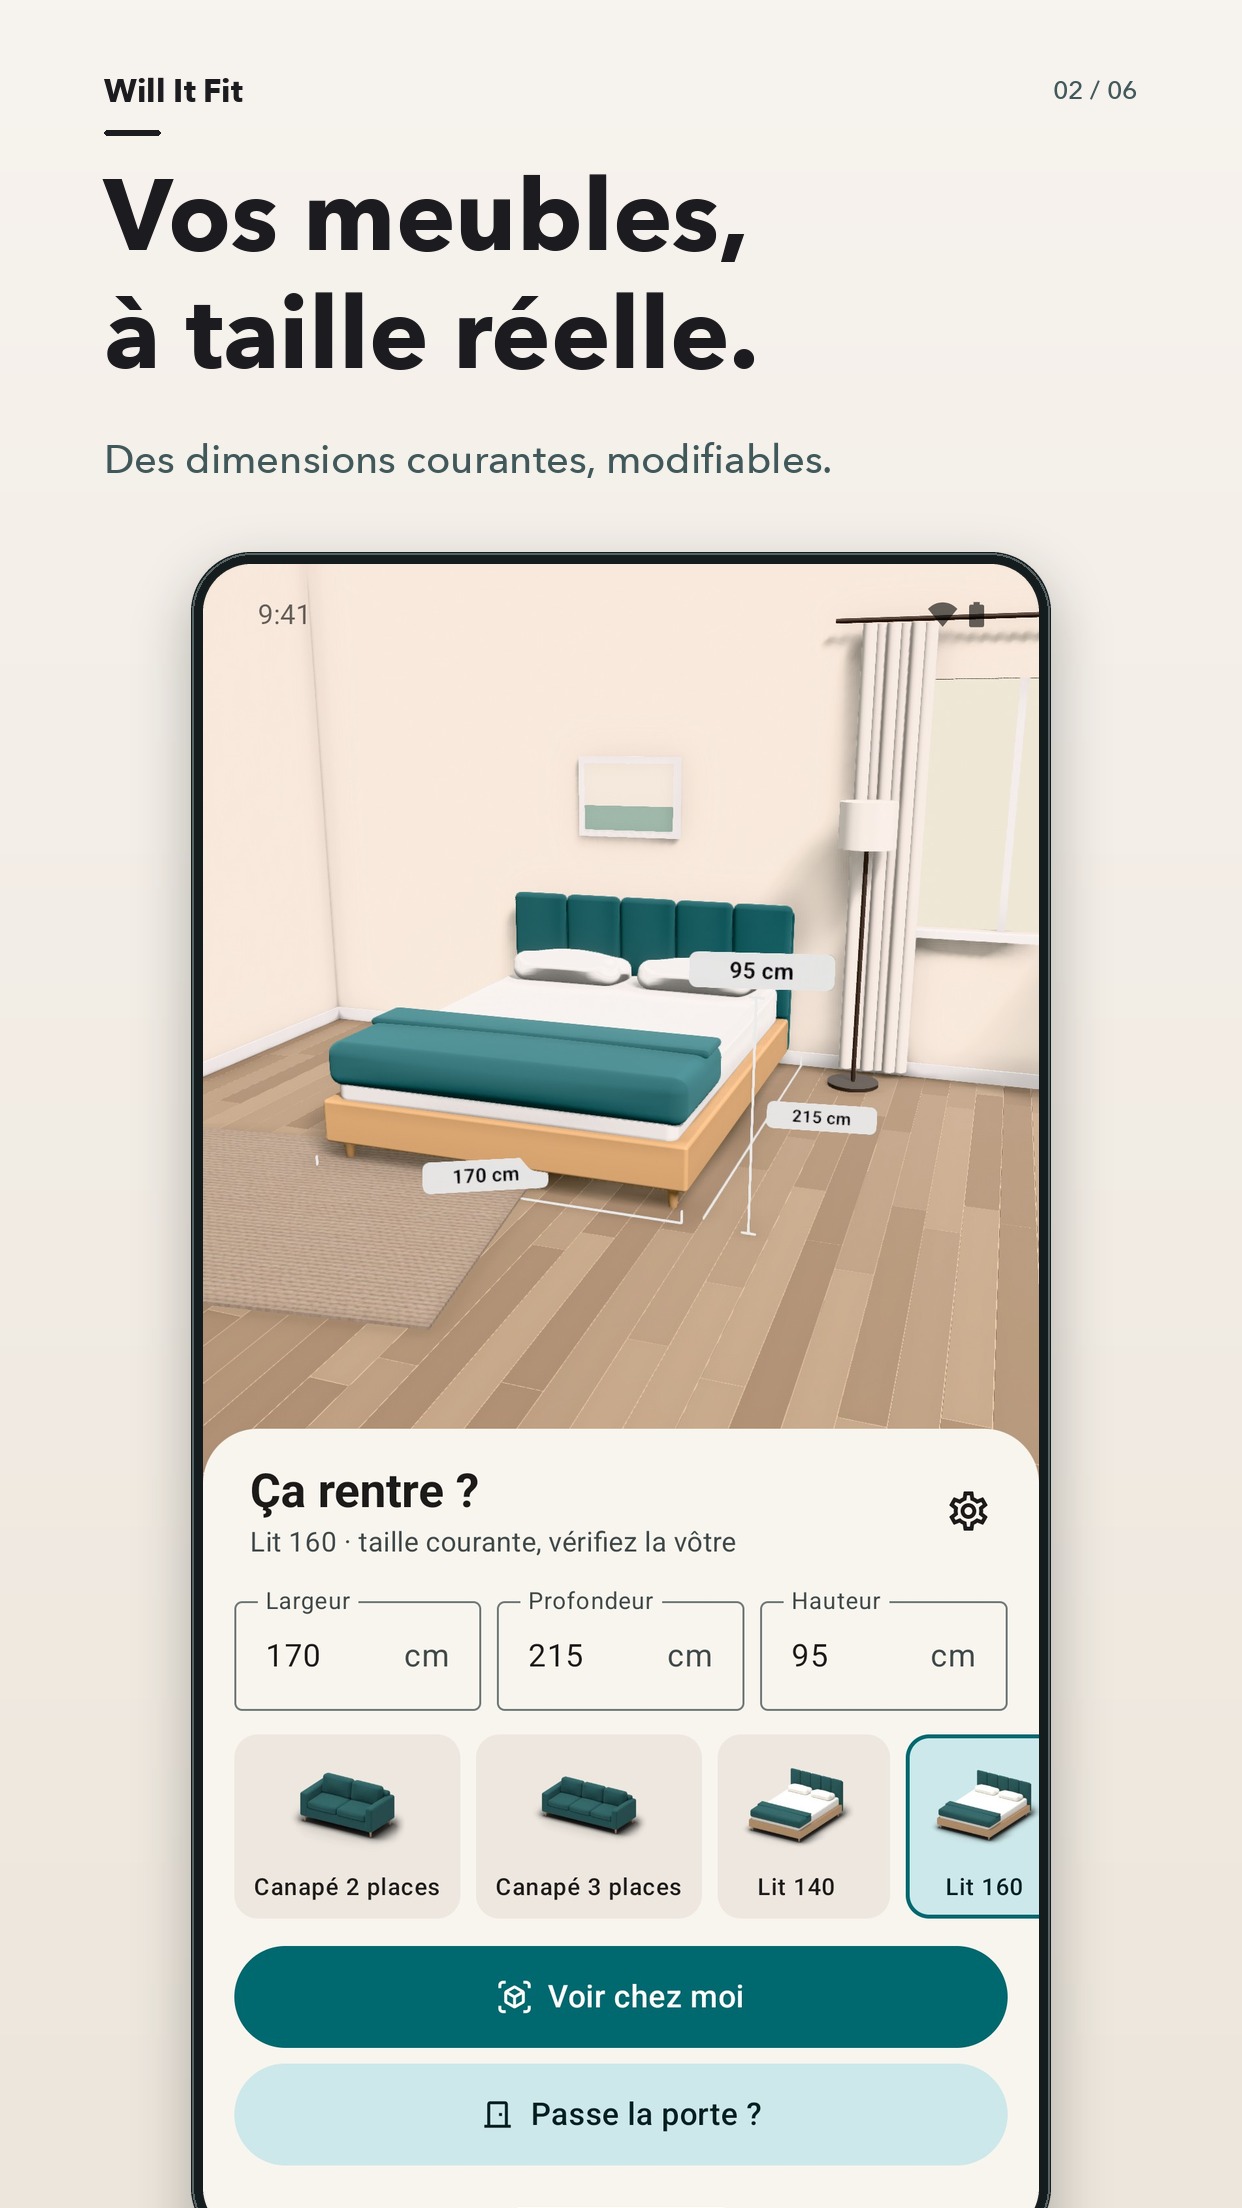 Will It Fit
02 / 06
Vos meubles,
à taille réelle.
Des dimensions courantes, modifiables.
9:41
95 cm
215 cm
170 cm
Ça rentre ?
Lit 160 · taille courante, vérifiez la vôtre
Largeur
Profondeur
Hauteur
170 cm
215 cm
95 cm
Canapé 2 places
Canapé 3 places
Lit 140
Lit 160
Voir chez moi
Passe la porte ?